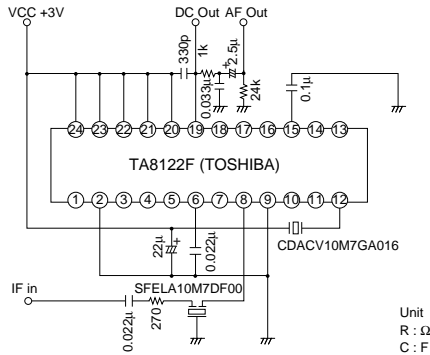 VCC +3V
DC Out
AF Out
330p
1k
2.5μ
+
0.033μ
24k
0.1μ
24 23 22 21 20 19 18 17 16 15 14 13
TA8122F (TOSHIBA)
1 2 3 4 5 6 7 8 9 10 11 12
22μ
+
0.022μ
CDACV10M7GA016
IF in
SFELA10M7DF00
0.022μ
270
Unit
R : Ω
C : F